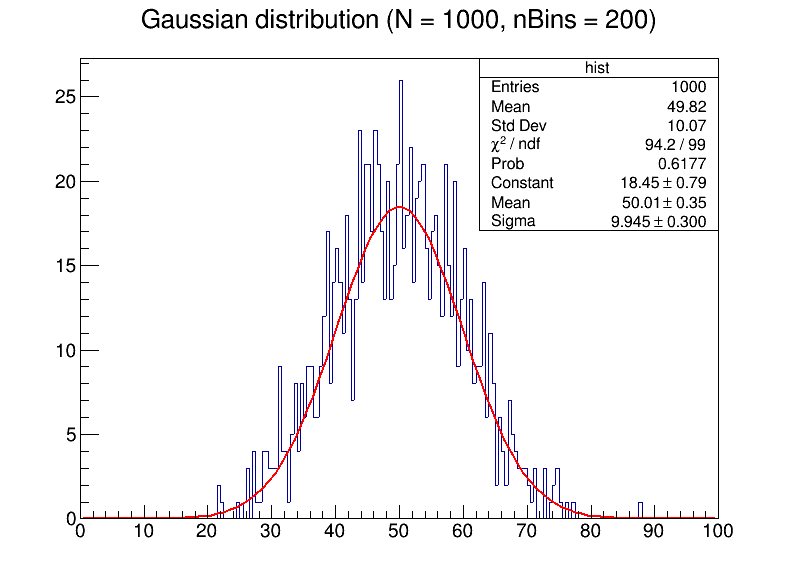 Gaussian distribution (N = 1000, nBins = 200)
hist
Entries 1000
Mean 49.82
Std Dev 10.07
χ² / ndf 94.2 / 99
Prob 0.6177
Constant 18.45 ± 0.79
Mean 50.01 ± 0.35
Sigma 9.945 ± 0.300
25
20
15
10
5
0
0 10 20 30 40 50 60 70 80 90 100